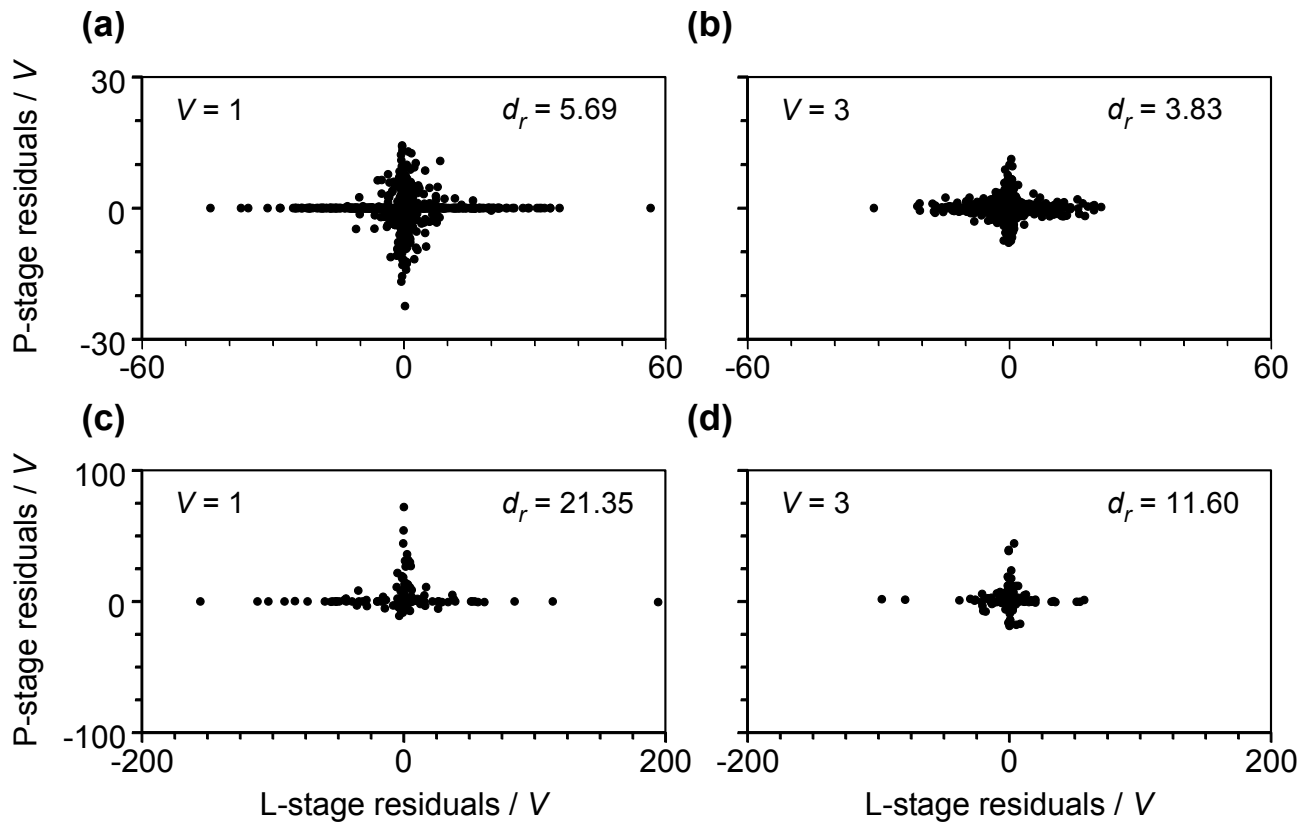 (a)
(b)
P-stage residuals / V
30
0
-30
V = 1
d_r = 5.69
-60
0
60
V = 3
d_r = 3.83
-60
0
60
(c)
(d)
P-stage residuals / V
100
0
-100
V = 1
d_r = 21.35
-200
0
200
L-stage residuals / V
V = 3
d_r = 11.60
-200
0
200
L-stage residuals / V